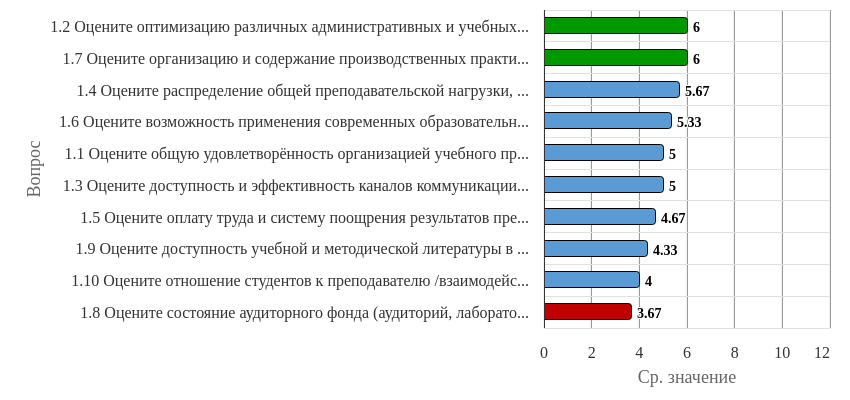 1.2 Оцените оптимизацию различных административных и учебных... 6
1.7 Оцените организацию и содержание производственных практи... 6
1.4 Оцените распределение общей преподавательской нагрузки, ... 5.67
1.6 Оцените возможность применения современных образовательн... 5.33
1.1 Оцените общую удовлетворённость организацией учебного пр... 5
1.3 Оцените доступность и эффективность каналов коммуникации... 5
1.5 Оцените оплату труда и систему поощрения результатов пре... 4.67
1.9 Оцените доступность учебной и методической литературы в ... 4.33
1.10 Оцените отношение студентов к преподавателю /взаимодейс... 4
1.8 Оцените состояние аудиторного фонда (аудиторий, лаборато... 3.67
Вопрос
0 2 4 6 8 10 12
Ср. значение